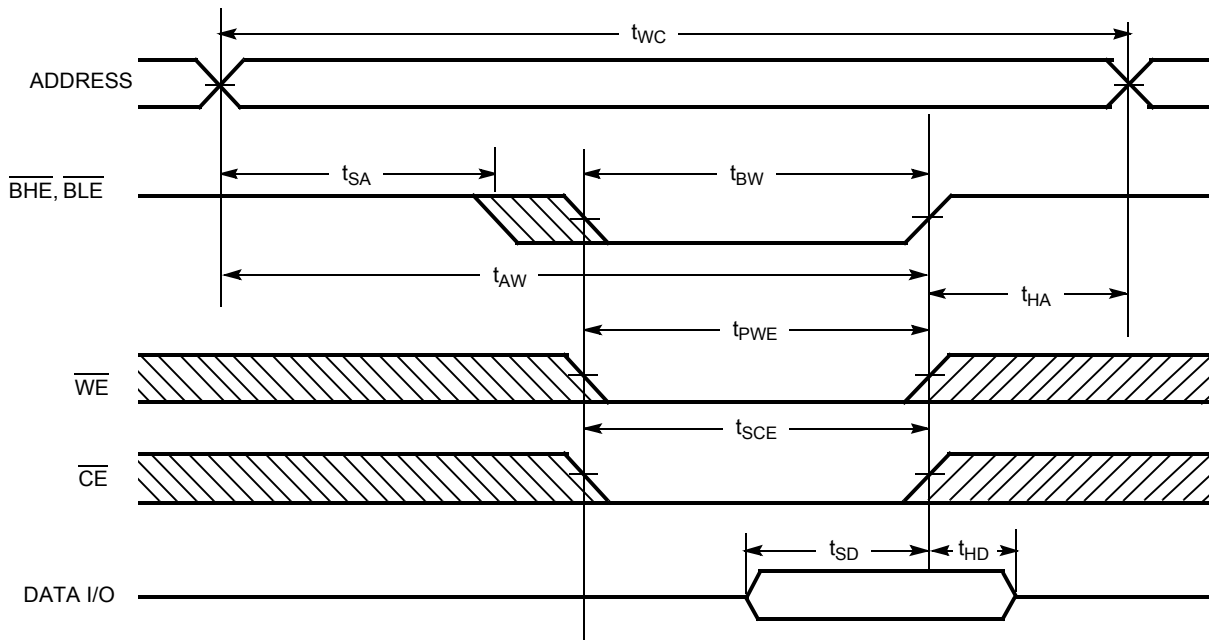 tWC
ADDRESS
tSA
tBW
BHE, BLE
tAW
tHA
tPWE
WE
tSCE
CE
tSD
tHD
DATA I/O